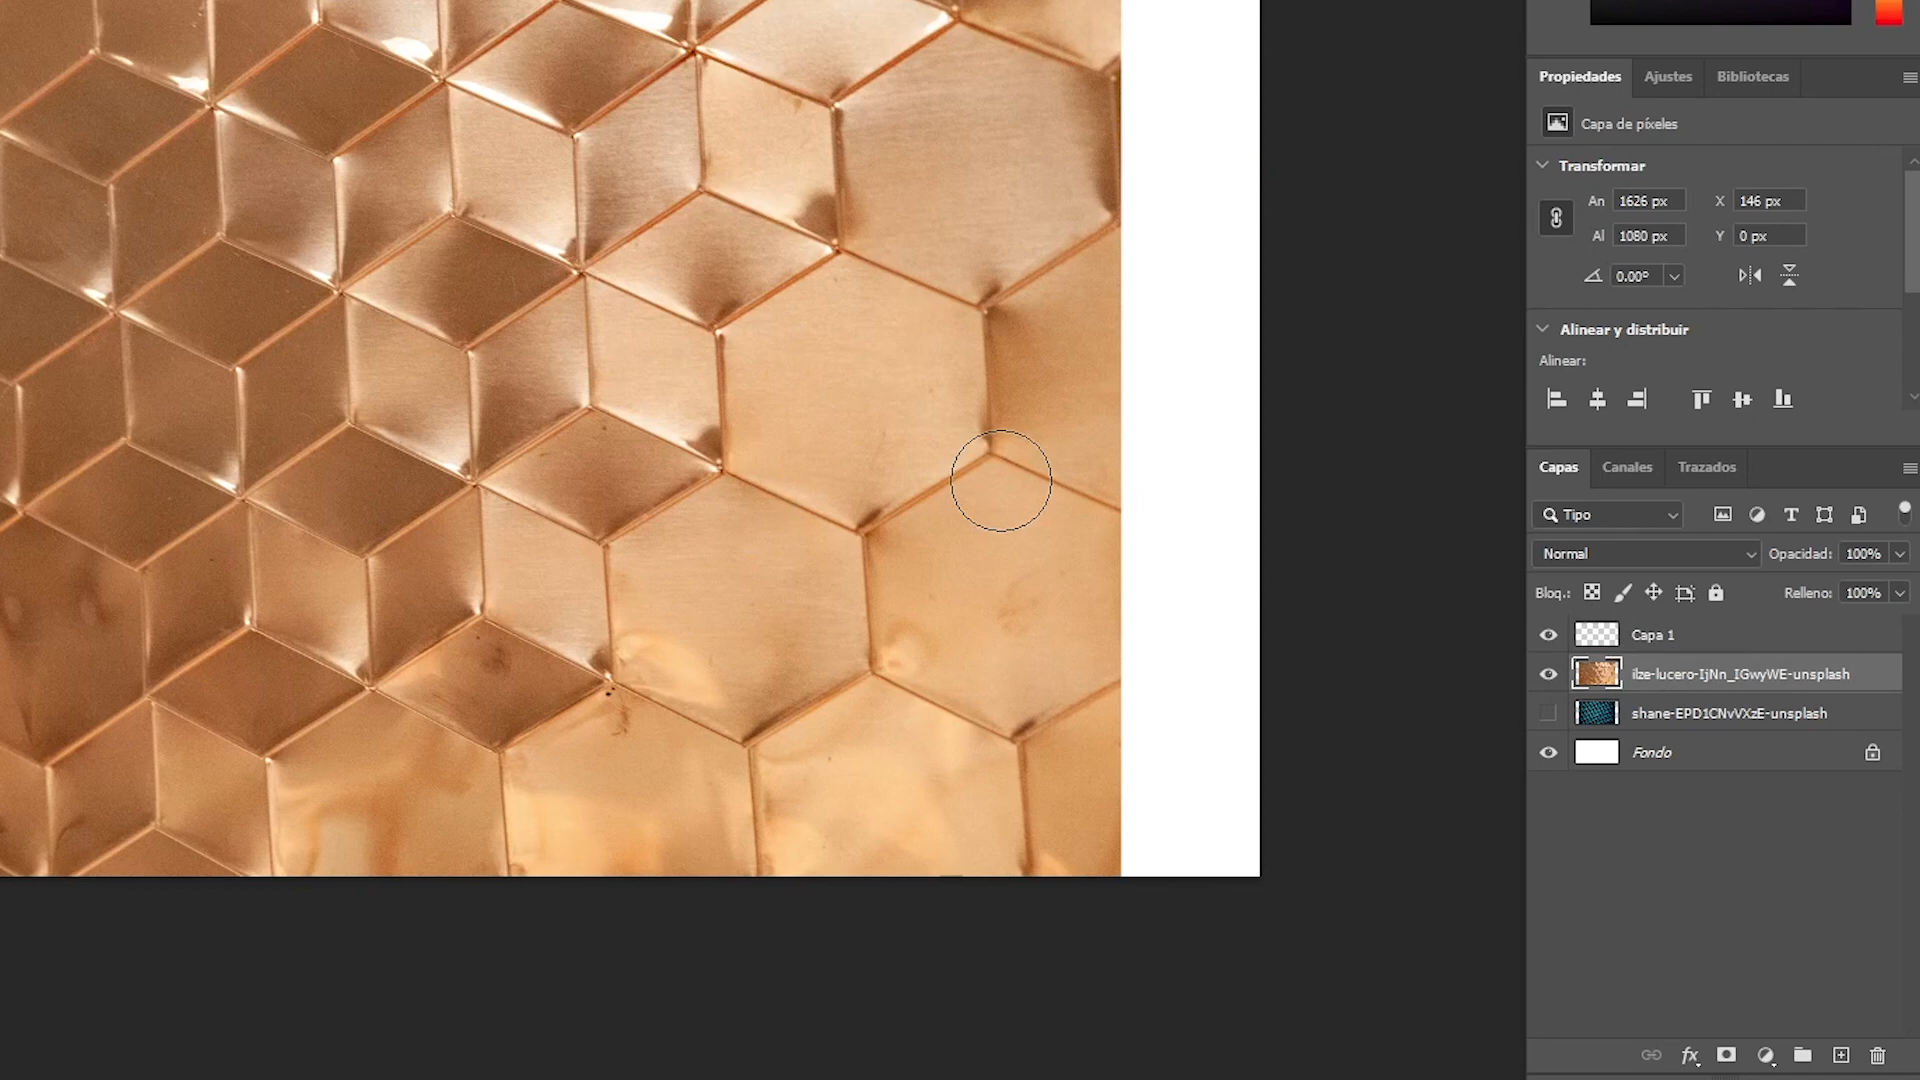 Propiedades Ajustes Bibliotecas
Capa de píxeles
Transformar
An 1626 px X 146 px
Al 1080 px Y 0 px
0.00°
Alinear y distribuir
Alinear:
Capas Canales Trazados
Tipo
Normal Opacidad: 100%
Bloq.: Relleno: 100%
Capa 1
ilze-lucero-IjNn_IGwyWE-unsplash
shane-EPD1CNvVXzE-unsplash
Fondo
fx